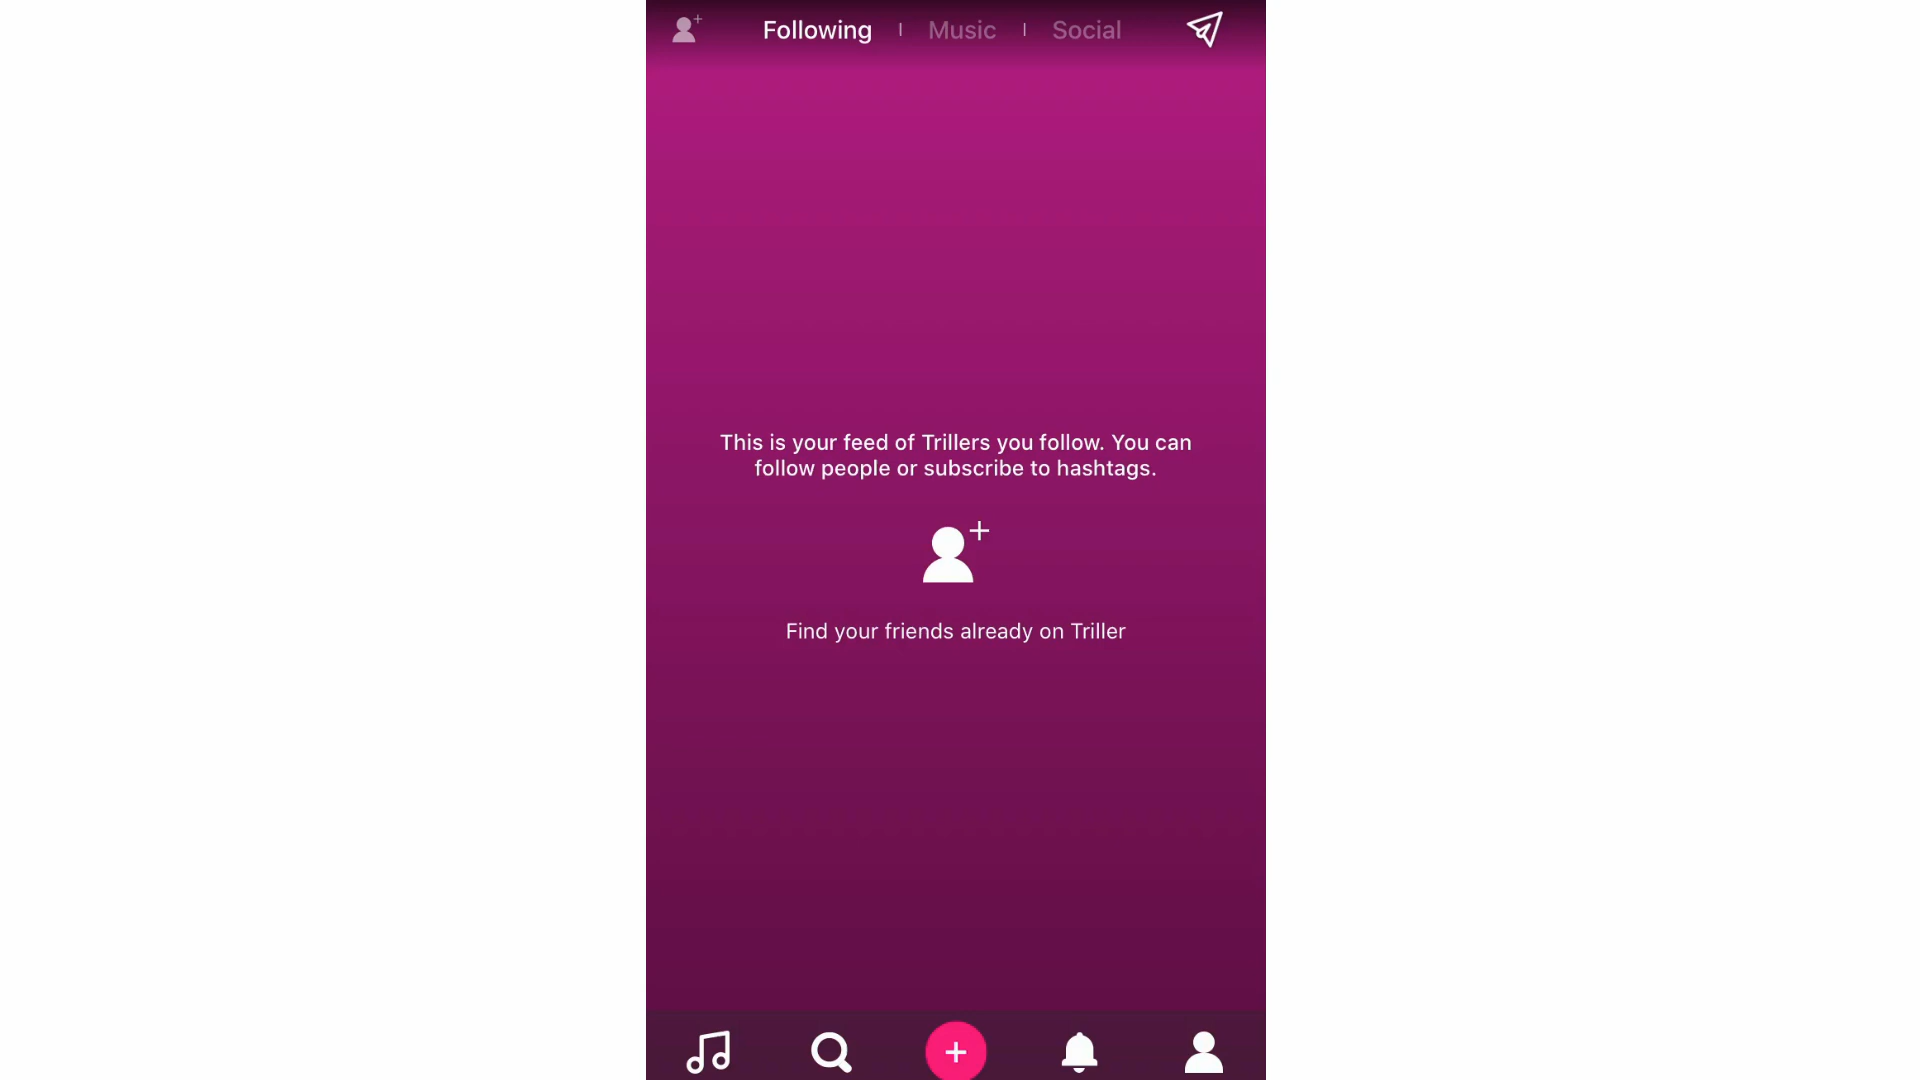 Following
Music
Social
This is your feed of Trillers you follow. You can
follow people or subscribe to hashtags.
Find your friends already on Triller